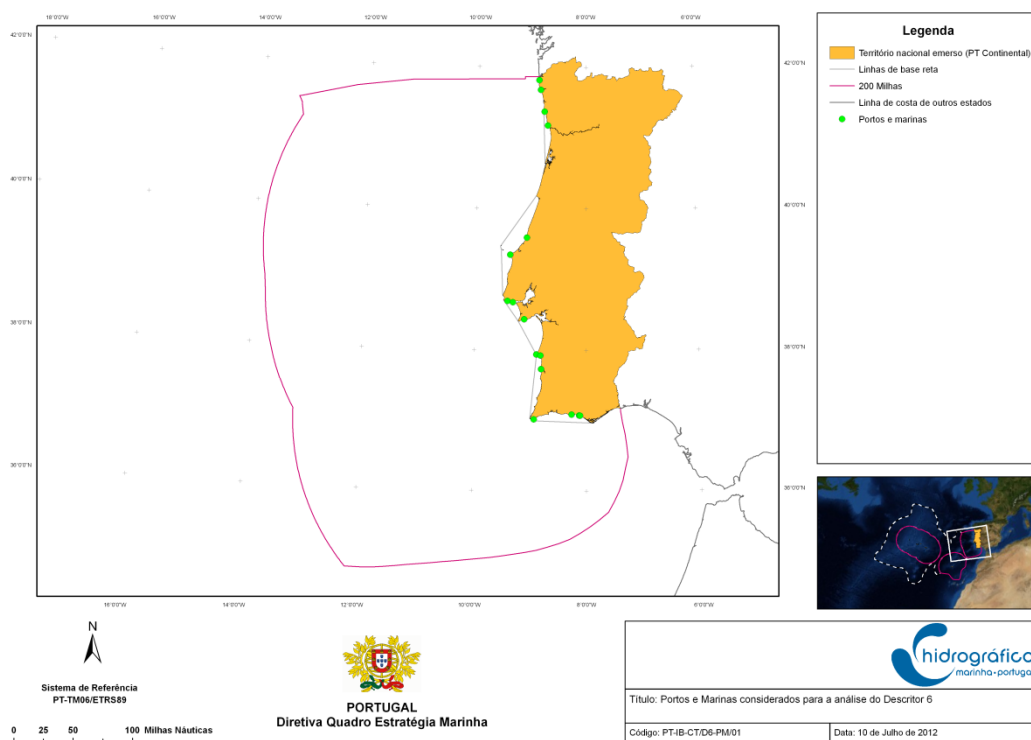 18°0'0"W
16°0'0"W
14°0'0"W
12°0'0"W
10°0'0"W
8°0'0"W
6°0'0"W
42°0'0"N
42°0'0"N
40°0'0"N
40°0'0"N
38°0'0"N
38°0'0"N
36°0'0"N
36°0'0"N
16°0'0"W
14°0'0"W
12°0'0"W
10°0'0"W
8°0'0"W
6°0'0"W
Legenda
Território nacional emerso (PT Continental)
Linhas de base reta
200 Milhas
Linha de costa de outros estados
Portos e marinas
N
Sistema de Referência
PT-TM06/ETRS89
0 25 50 100 Milhas Náuticas
PORTUGAL
Diretiva Quadro Estratégia Marinha
hidrográfico
marinha-portugal
Título: Portos e Marinas considerados para a análise do Descritor 6
Código: PT-IB-CT/D6-PM/01
Data: 10 de Julho de 2012